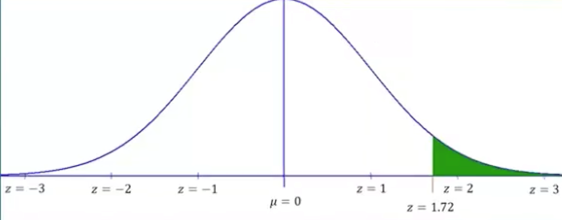 z = −3 z = −2 z = −1 μ = 0 z = 1 z = 2 z = 3
z = 1.72